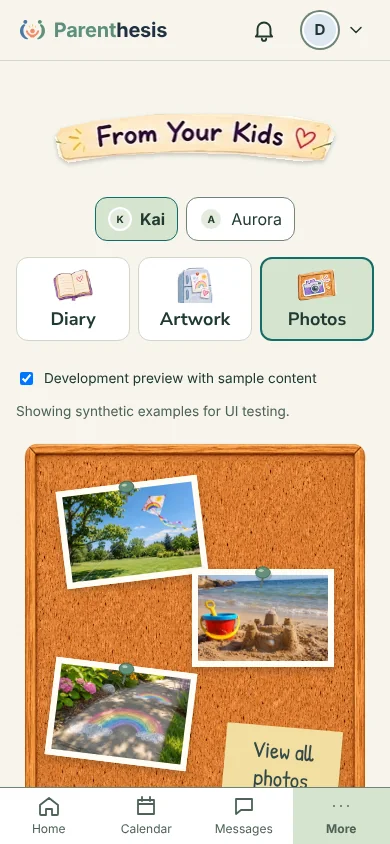 Parenthesis
D
From Your Kids
K Kai
A Aurora
Diary
Artwork
Photos
Development preview with sample content
Showing synthetic examples for UI testing.
View all
photos
Home
Calendar
Messages
More